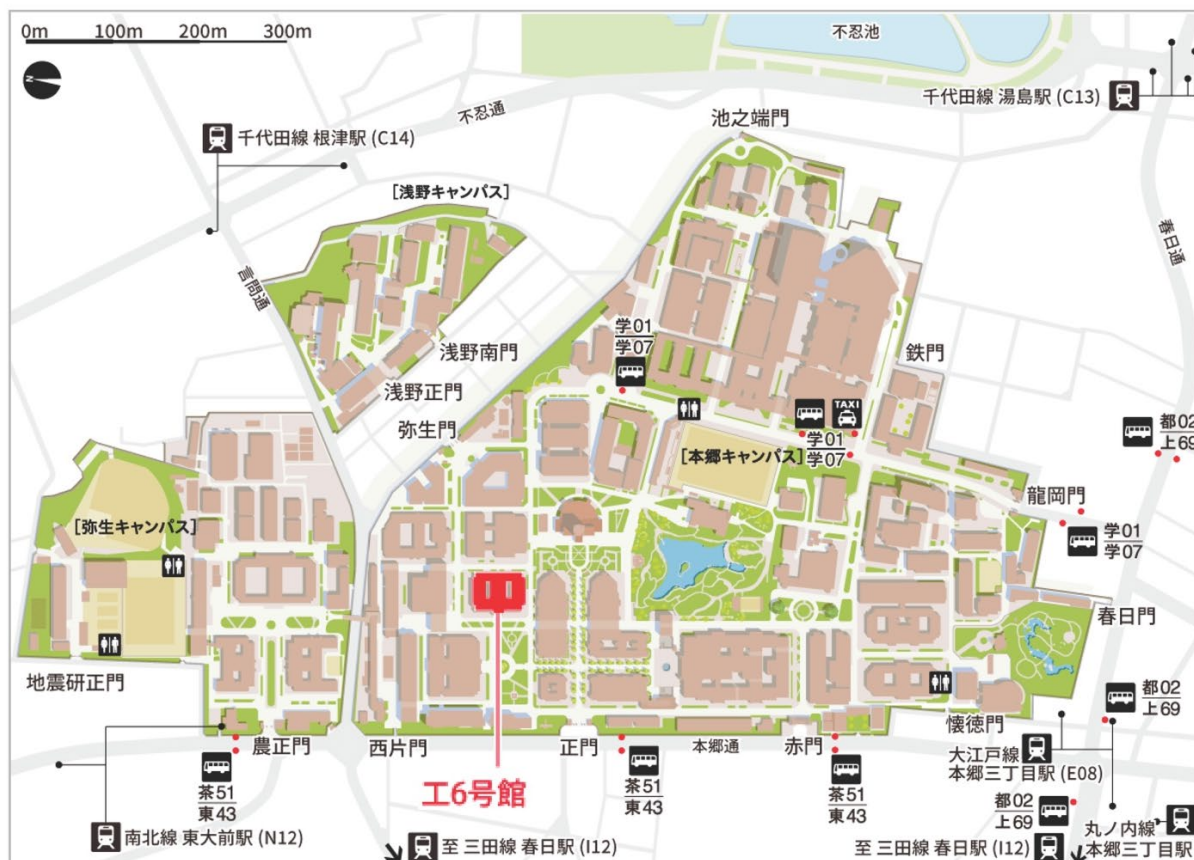 0m 100m 200m 300m
N
不忍池
千代田線 湯島駅 (C13)
不忍通
池之端門
千代田線 根津駅 (C14)
[浅野キャンパス]
春日通
言問通
学01
学07
浅野南門
鉄門
浅野正門
TAXI
弥生門
学01
学07
[本郷キャンパス]
都02
上69
龍岡門
[弥生キャンパス]
学01
学07
春日門
地震研正門
懐徳門
都02
上69
農正門
西片門
正門
本郷通
赤門
大江戸線
本郷三丁目駅 (E08)
茶51
東43
工6号館
茶51
東43
茶51
東43
都02
上69
南北線 東大前駅 (N12)
至 三田線 春日駅 (I12)
至 三田線 春日駅 (I12)
丸ノ内線
本郷三丁目駅